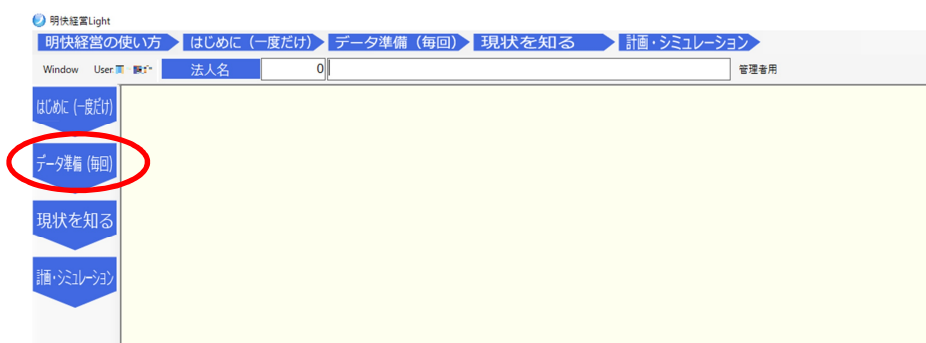 明快経営Light
明快経営の使い方 はじめに（一度だけ） データ準備（毎回） 現状を知る 計画・シミュレーション
Window User 法人名 0 管理者用
はじめに（一度だけ）
データ準備（毎回）
現状を知る
計画・シミュレーション